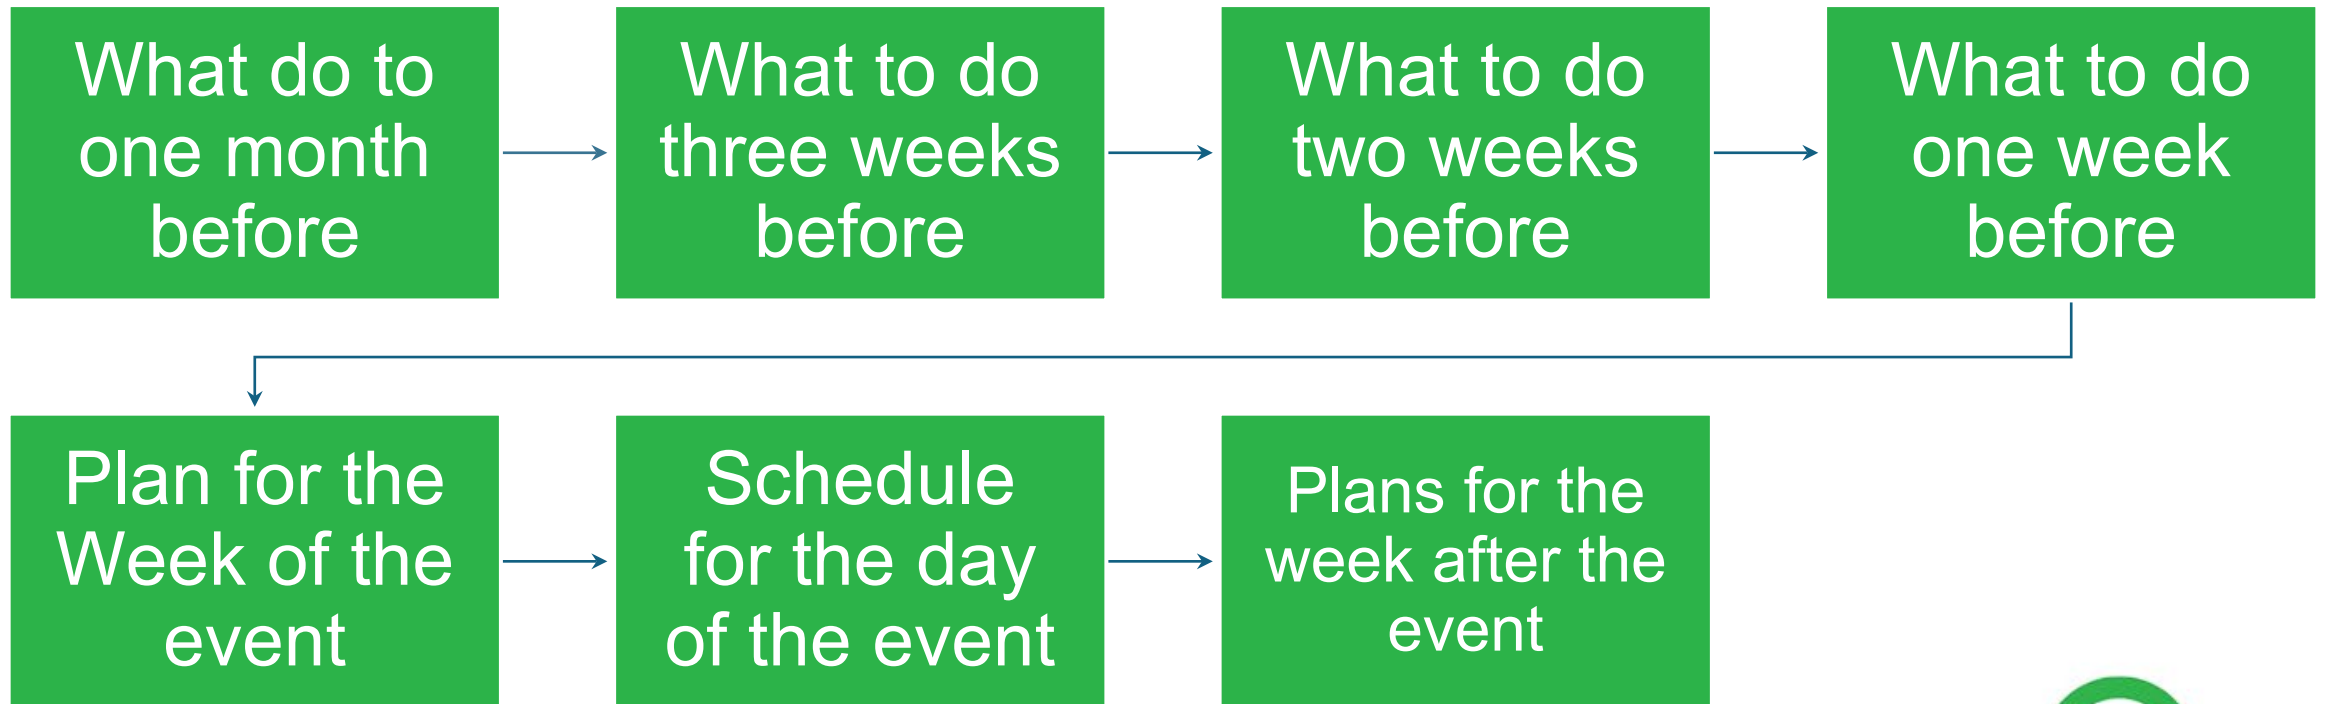 What do to
one month
before
What to do
three weeks
before
What to do
two weeks
before
What to do
one week
before
Plan for the
Week of the
event
Schedule
for the day
of the event
Plans for the
week after the
event